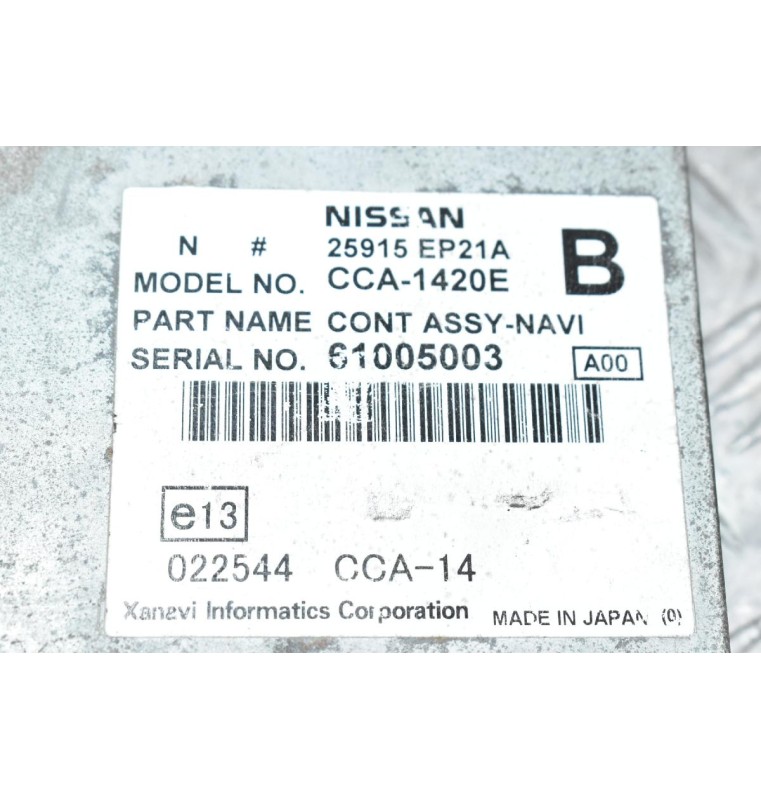 NISSAN
N # 25915 EP21A B
MODEL NO. CCA-1420E
PART NAME CONT ASSY-NAVI
SERIAL NO. 61005003 A00
e13
022544 CCA-14
Xanavi Informatics Corporation MADE IN JAPAN (0)